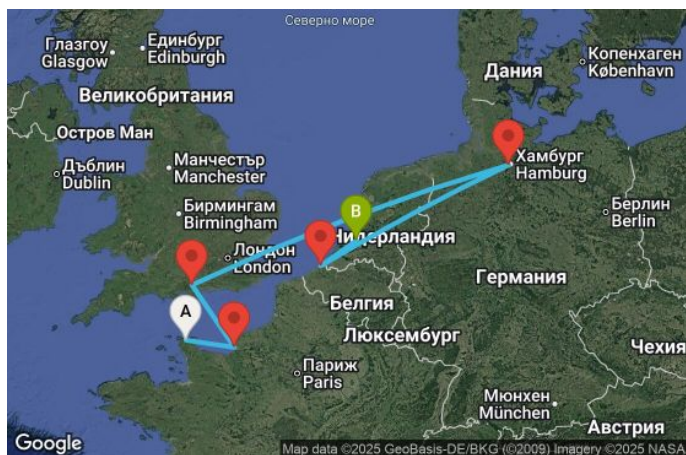 Северно море
Глазгоу
Glasgow
Единбург
Edinburgh
Копенхаген
København
Дания
Великобритания
Остров Ман
Дъблин
Dublin
Манчестър
Manchester
Хамбург
Hamburg
Бирмингам
Birmingham
Берлин
Berlin
B
Нидерландия
Лондон
London
Германия
Белгия
A
Люксембург
Париж
Paris
Чехия
Мюнхен
München
Австрия
Google
Map data ©2025 GeoBasis-DE/BKG (©2009) Imagery ©2025 NASA